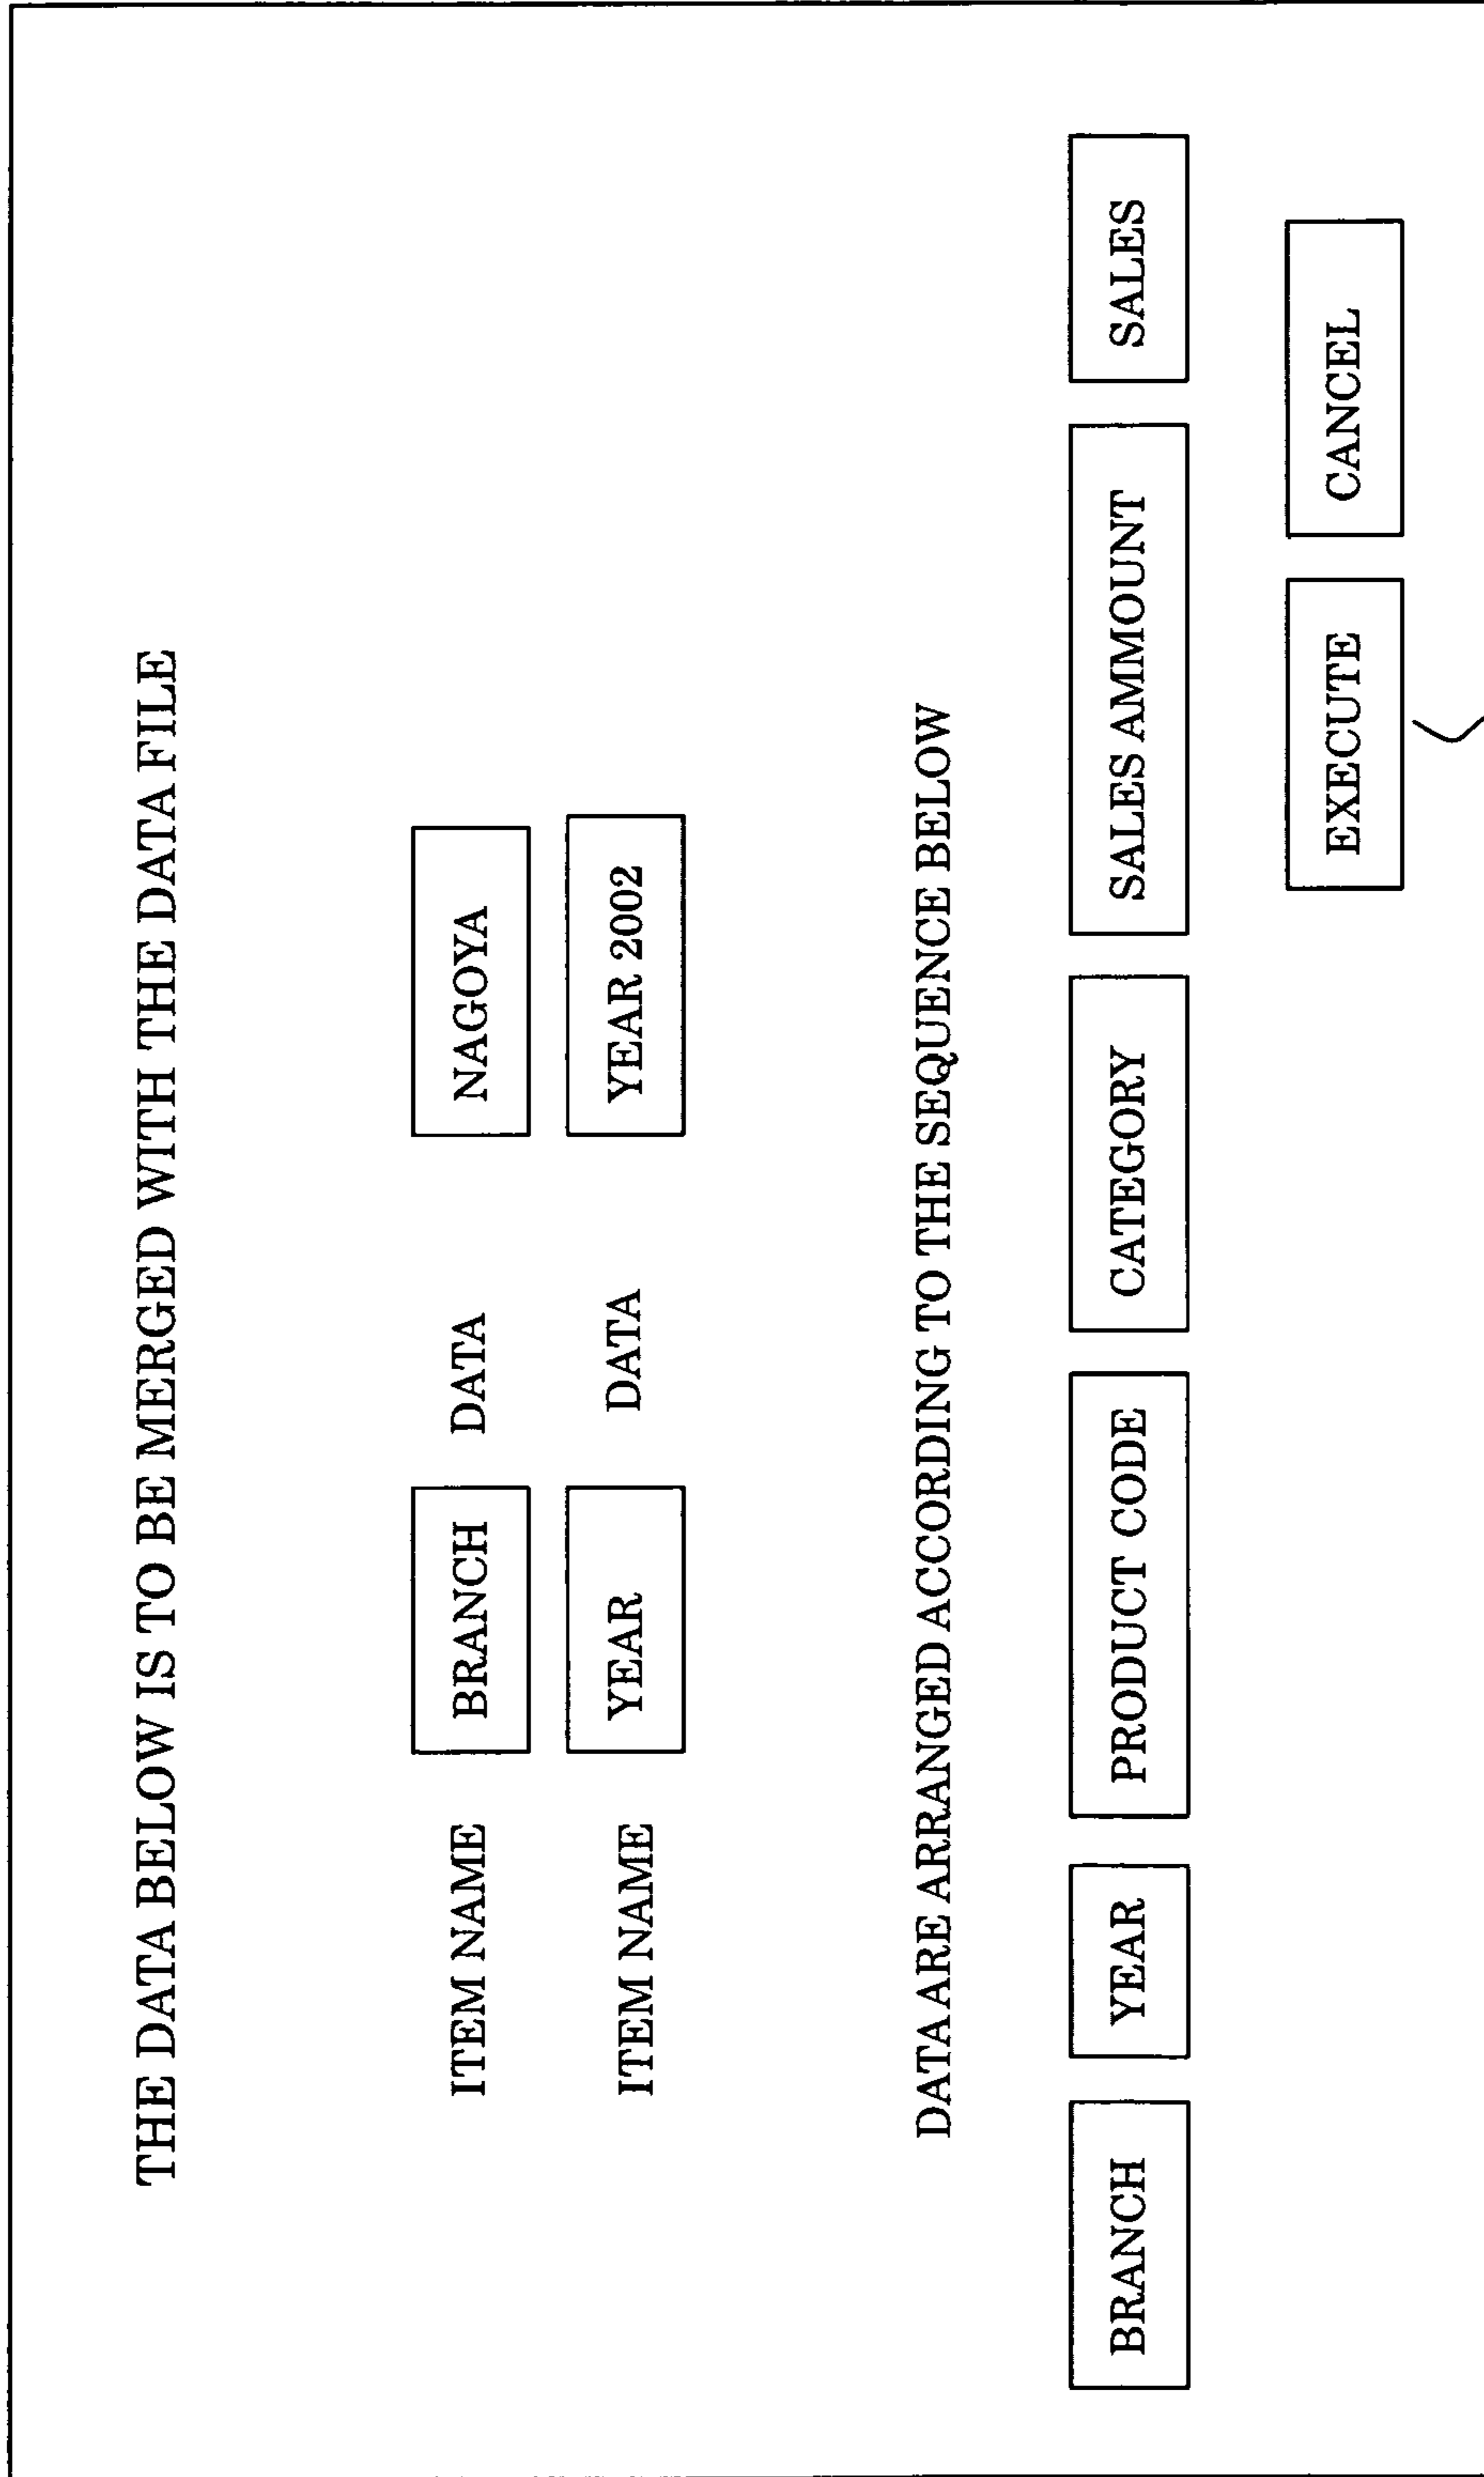 THE DATA BELOW IS TO BE MERGED WITH THE DATA FILE
ITEM NAME BRANCH DATA NAGOYA
ITEM NAME YEAR DATA YEAR 2002
DATA ARE ARRANGED ACCORDING TO THE SEQUENCE BELOW
BRANCH YEAR PRODUCT CODE CATEGORY SALES AMMOUNT SALES
EXECUTE CANCEL